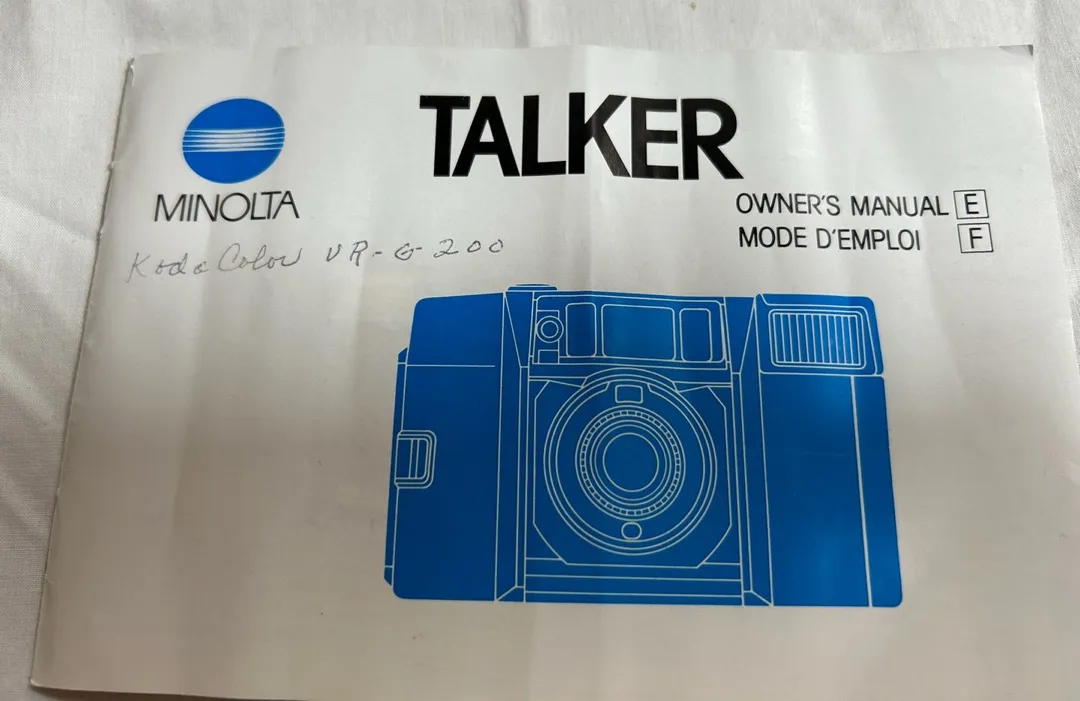 TALKER
MINOLTA
OWNER'S MANUAL E
MODE D'EMPLOI F
Koda Color VR-G-200